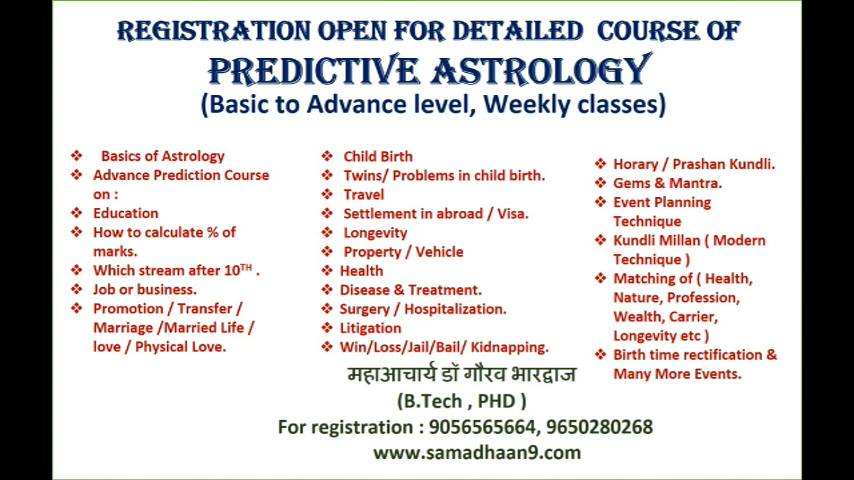 REGISTRATION OPEN FOR DETAILED COURSE OF
PREDICTIVE ASTROLOGY
(Basic to Advance level, Weekly classes)
❖ Basics of Astrology
❖ Advance Prediction Course
on :
❖ Education
❖ How to calculate % of
marks.
❖ Which stream after 10TH .
❖ Job or business.
❖ Promotion / Transfer /
Marriage /Married Life /
love / Physical Love.
❖ Child Birth
❖ Twins/ Problems in child birth.
❖ Travel
❖ Settlement in abroad / Visa.
❖ Longevity
❖ Property / Vehicle
❖ Health
❖ Disease & Treatment.
❖ Surgery / Hospitalization.
❖ Litigation
❖ Win/Loss/Jail/Bail/ Kidnapping.
❖ Horary / Prashan Kundli.
❖ Gems & Mantra.
❖ Event Planning
Technique
❖ Kundli Millan ( Modern
Technique )
❖ Matching of ( Health,
Nature, Profession,
Wealth, Carrier,
Longevity etc )
❖ Birth time rectification &
Many More Events.
महाआचार्य डॉ गौरव भारद्वाज
(B.Tech , PHD )
For registration : 9056565664, 9650280268
www.samadhaan9.com